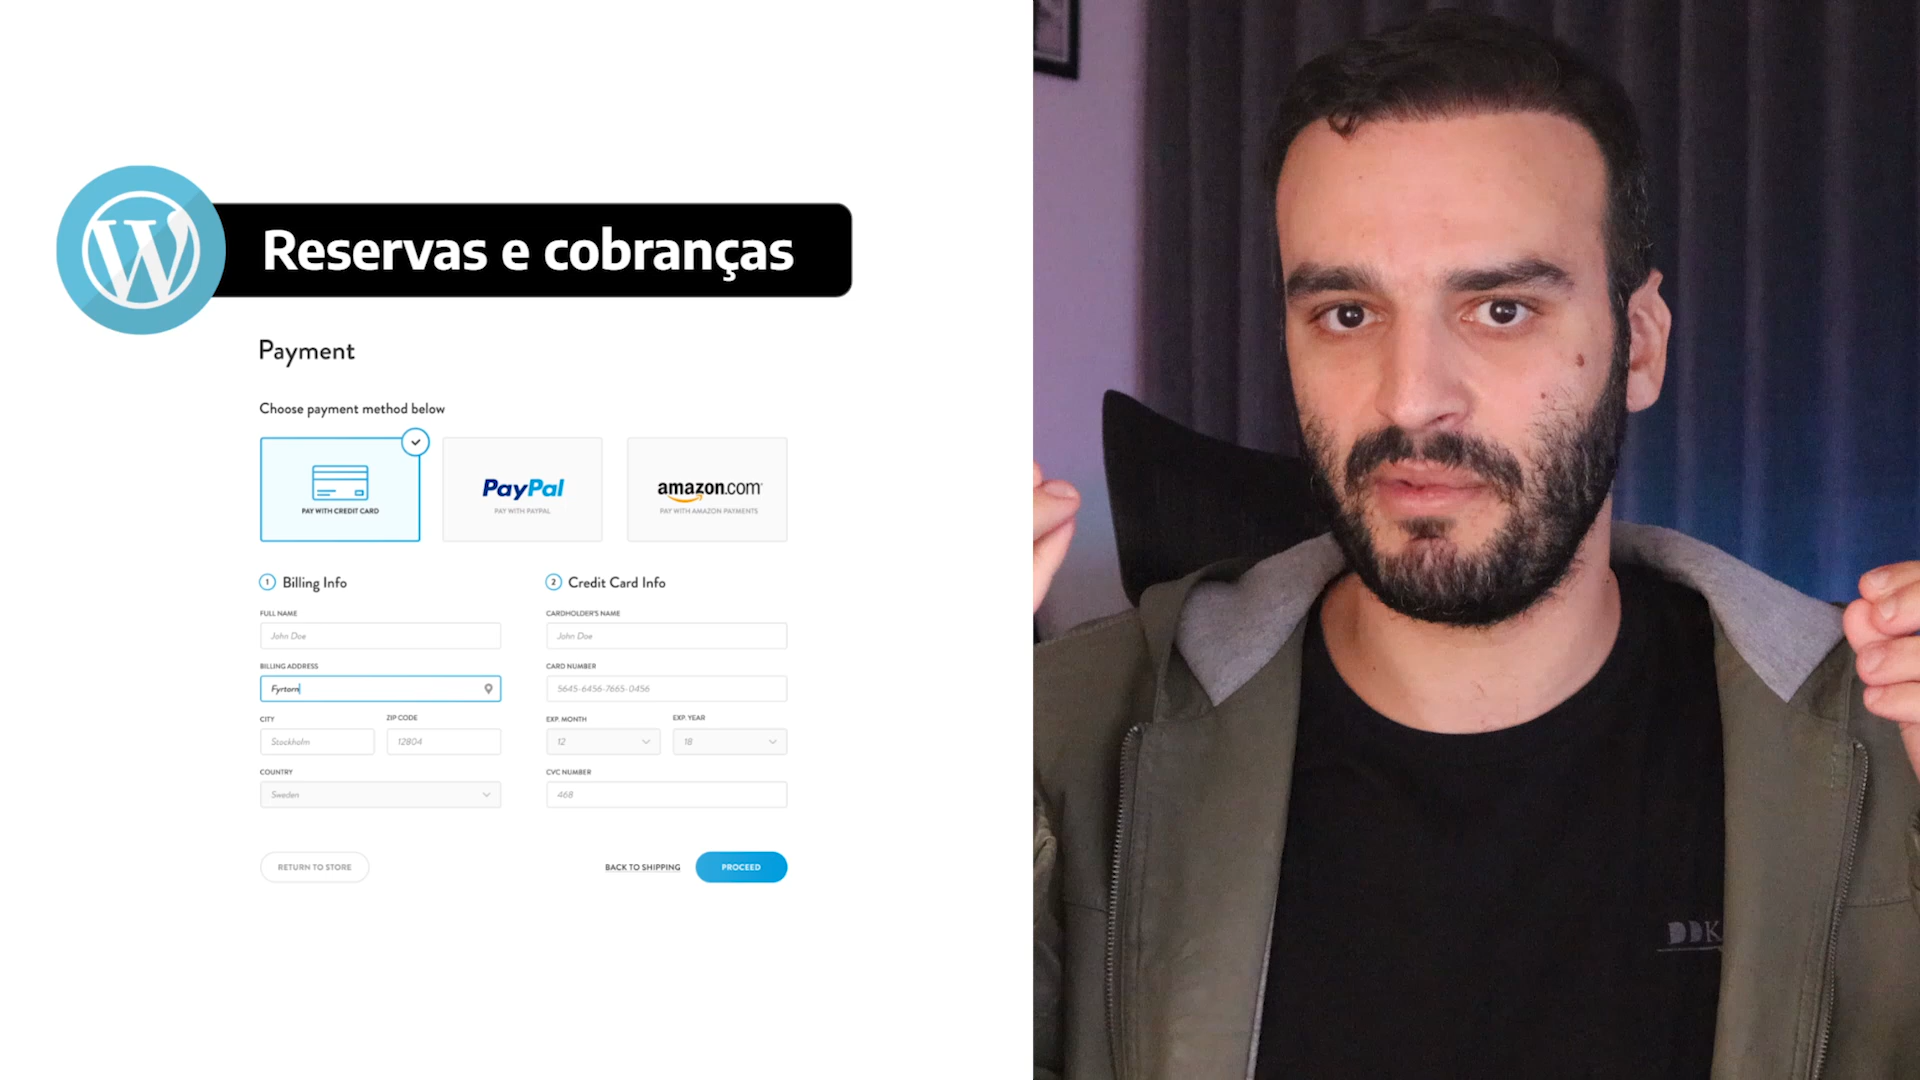 Reservas e cobranças
Payment
Choose payment method below
PAY WITH CREDIT CARD
PayPal
PAY WITH PAYPAL
amazon.com
PAY WITH AMAZON PAYMENTS
1 Billing Info
FULL NAME
John Doe
BILLING ADDRESS
Fyrtorn
CITY
ZIP CODE
Stockholm
12804
COUNTRY
Sweden
2 Credit Card Info
CARDHOLDER'S NAME
John Doe
CARD NUMBER
5645-6456-7665-0456
EXP. MONTH
EXP. YEAR
12
18
CVC NUMBER
468
RETURN TO STORE
BACK TO SHIPPING
PROCEED
DDK